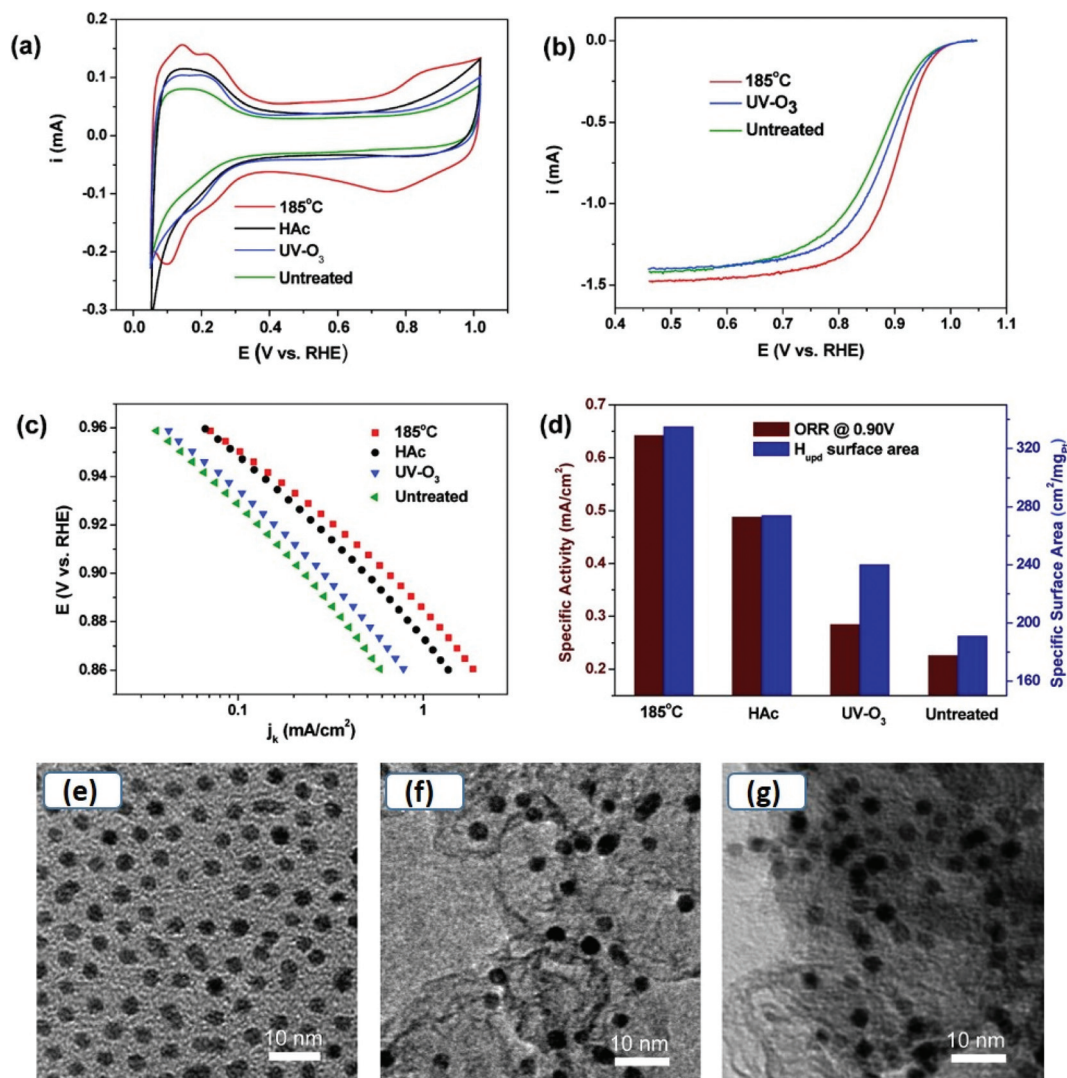 (a)
0.2
0.1
0.0
-0.1
-0.2
-0.3
i (mA)
185°C
HAc
UV-O₃
Untreated
0.0 0.2 0.4 0.6 0.8 1.0
E (V vs. RHE)
(b)
0.0
-0.5
-1.0
-1.5
i (mA)
185°C
UV-O₃
Untreated
0.4 0.5 0.6 0.7 0.8 0.9 1.0 1.1
E (V vs. RHE)
(c)
0.96
0.94
0.92
0.90
0.88
0.86
E (V vs. RHE)
185°C
HAc
UV-O₃
Untreated
0.1 1
jₖ (mA/cm²)
(d)
0.7
0.6
0.5
0.4
0.3
0.2
Specific Activity (mA/cm²)
ORR @ 0.90V
Hupd surface area
320
280
240
200
160
Specific Surface Area (cm²/mgPt)
185°C HAc UV-O₃ Untreated
(e)
10 nm
(f)
10 nm
(g)
10 nm